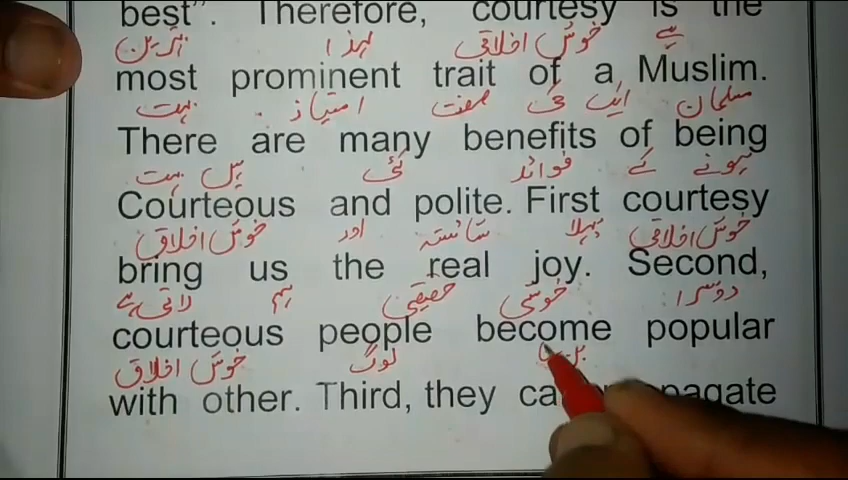 best". Therefore, courtesy is the
بہترین لہذا خوش اخلاقی ہے
most prominent trait of a Muslim.
بہت امتیاز صفت کی ایک مسلمان
There are many benefits of being
ہیں بہت کئی فوائد کے ہونے
Courteous and polite. First courtesy
خوش اخلاق اور شائستہ پہلا خوش اخلاقی
bring us the real joy. Second,
لاتی ہے ہم حقیقی خوشی دوسرا
courteous people become popular
خوش اخلاق لوگ
with other. Third, they propagate